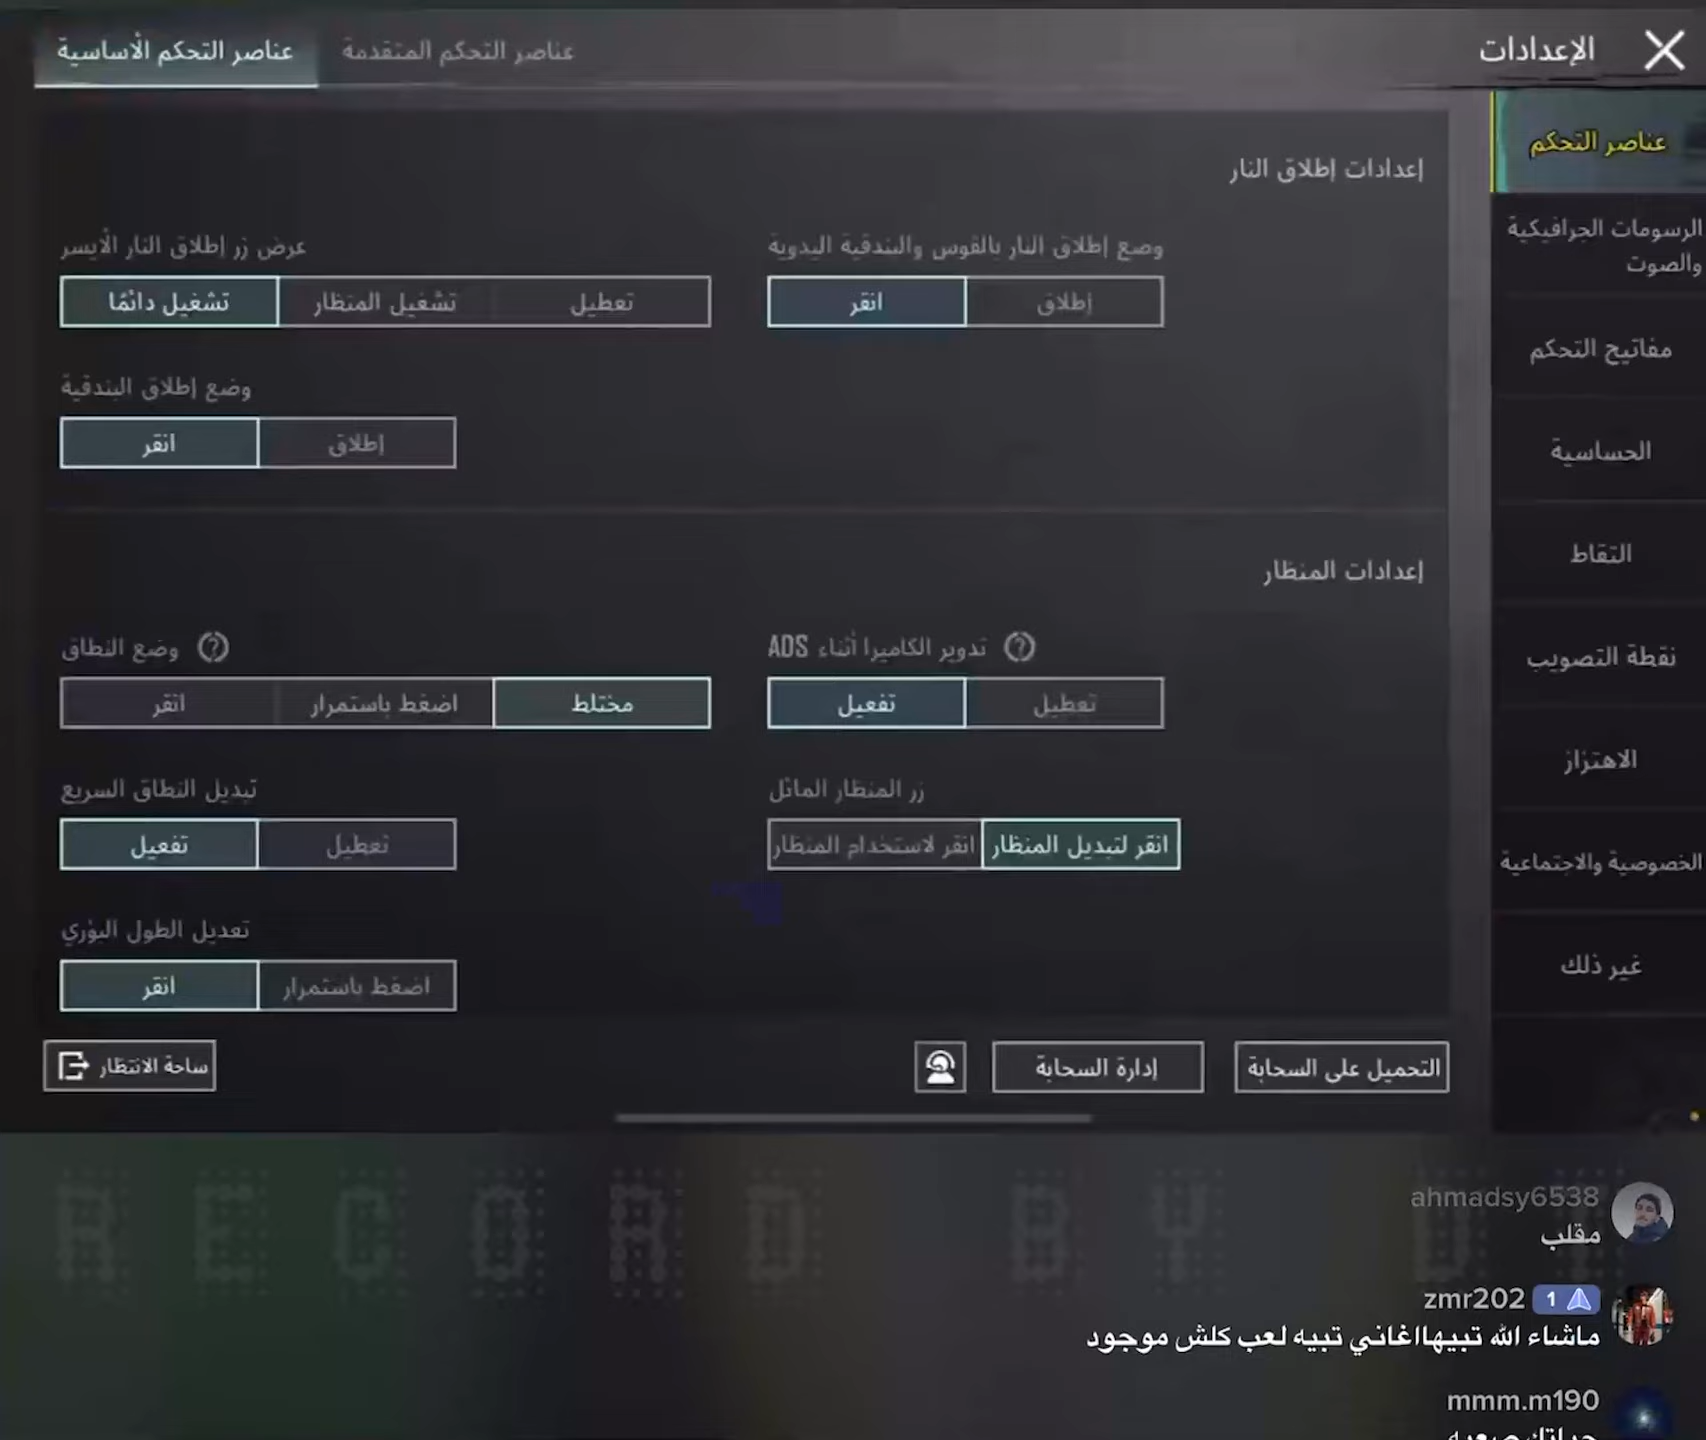 الإعدادات
عناصر التحكم الأساسية
عناصر التحكم المتقدمة
عناصر التحكم
الرسومات الجرافيكية
والصوت
مفاتيح التحكم
الحساسية
التقاط
نقطة التصويب
الاهتزاز
الخصوصية والاجتماعية
غير ذلك
إعدادات إطلاق النار
وضع إطلاق النار بالقوس والبندقية اليدوية
إطلاق انقر
عرض زر إطلاق النار الأيسر
تعطيل تشغيل المنظار تشغيل دائمًا
وضع إطلاق البندقية
إطلاق انقر
إعدادات المنظار
تدوير الكاميرا أثناء ADS
تعطيل تفعيل
وضع النطاق
مختلط اضغط باستمرار انقر
زر المنظار المائل
انقر لتبديل المنظار انقر لاستخدام المنظار
تبديل النطاق السريع
تعطيل تفعيل
تعديل الطول البؤري
اضغط باستمرار انقر
التحميل على السحابة
إدارة السحابة
ساحة الانتظار
RECORD BY
ahmadsy6538
مقلب
zmr202 1
ماشاء الله تبيهااغاني تبيه لعب كلش موجود
mmm.m190